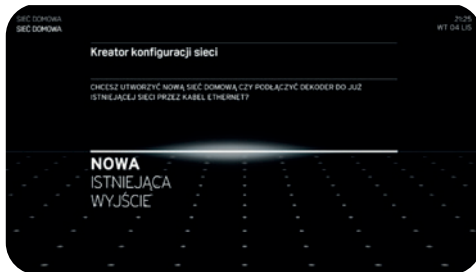 SIEĆ DOMOWA
SIEĆ DOMOWA
21:25
WT 04 LIS
Kreator konfiguracji sieci
CHCESZ UTWORZYĆ NOWĄ SIEĆ DOMOWĄ CZY PODŁĄCZYĆ DEKODER DO JUŻ
ISTNIEJĄCEJ SIECI PRZEZ KABEL ETHERNET?
NOWA
ISTNIEJĄCA
WYJŚCIE